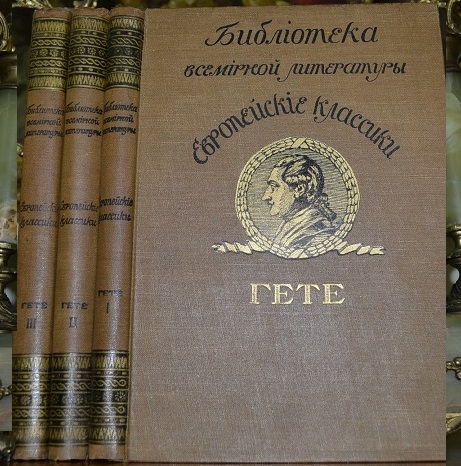 Библіотека
всемірной литературы
Европейскіе классики
ГЕТЕ
Библіотека
всемірной
литературы
Европейскіе
классики
ГЕТЕ
III
Библіотека
всемірной
литературы
Европейскіе
классики
ГЕТЕ
II
Библіотека
всемірной
литературы
Европейскіе
классики
ГЕТЕ
I